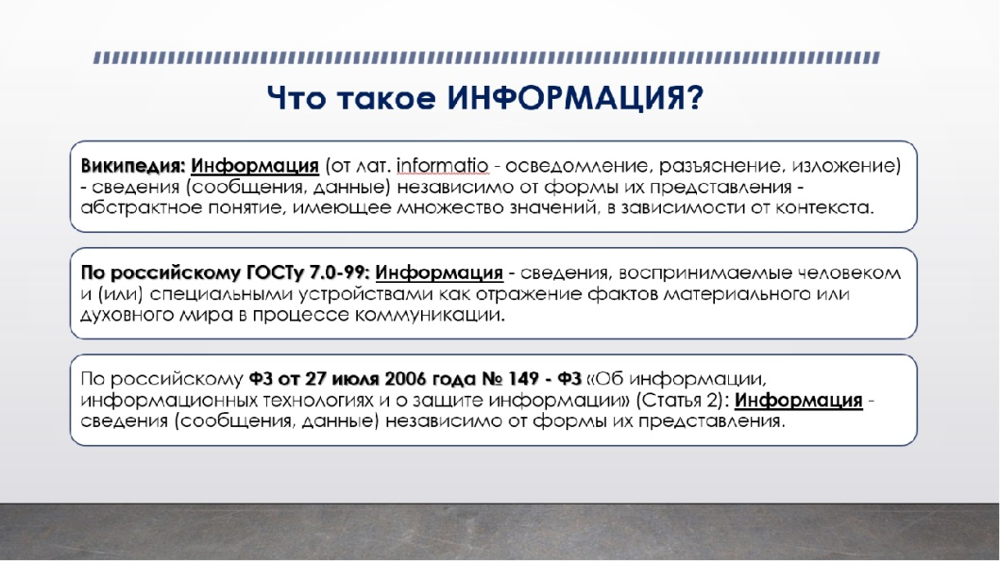 Что такое ИНФОРМАЦИЯ?
Википедия: Информация (от лат. informatio - осведомление, разъяснение, изложение)
- сведения (сообщения, данные) независимо от формы их представления -
абстрактное понятие, имеющее множество значений, в зависимости от контекста.
По российскому ГОСТу 7.0-99: Информация - сведения, воспринимаемые человеком
и (или) специальными устройствами как отражение фактов материального или
духовного мира в процессе коммуникации.
По российскому ФЗ от 27 июля 2006 года № 149 - ФЗ «Об информации,
информационных технологиях и о защите информации» (Статья 2): Информация -
сведения (сообщения, данные) независимо от формы их представления.